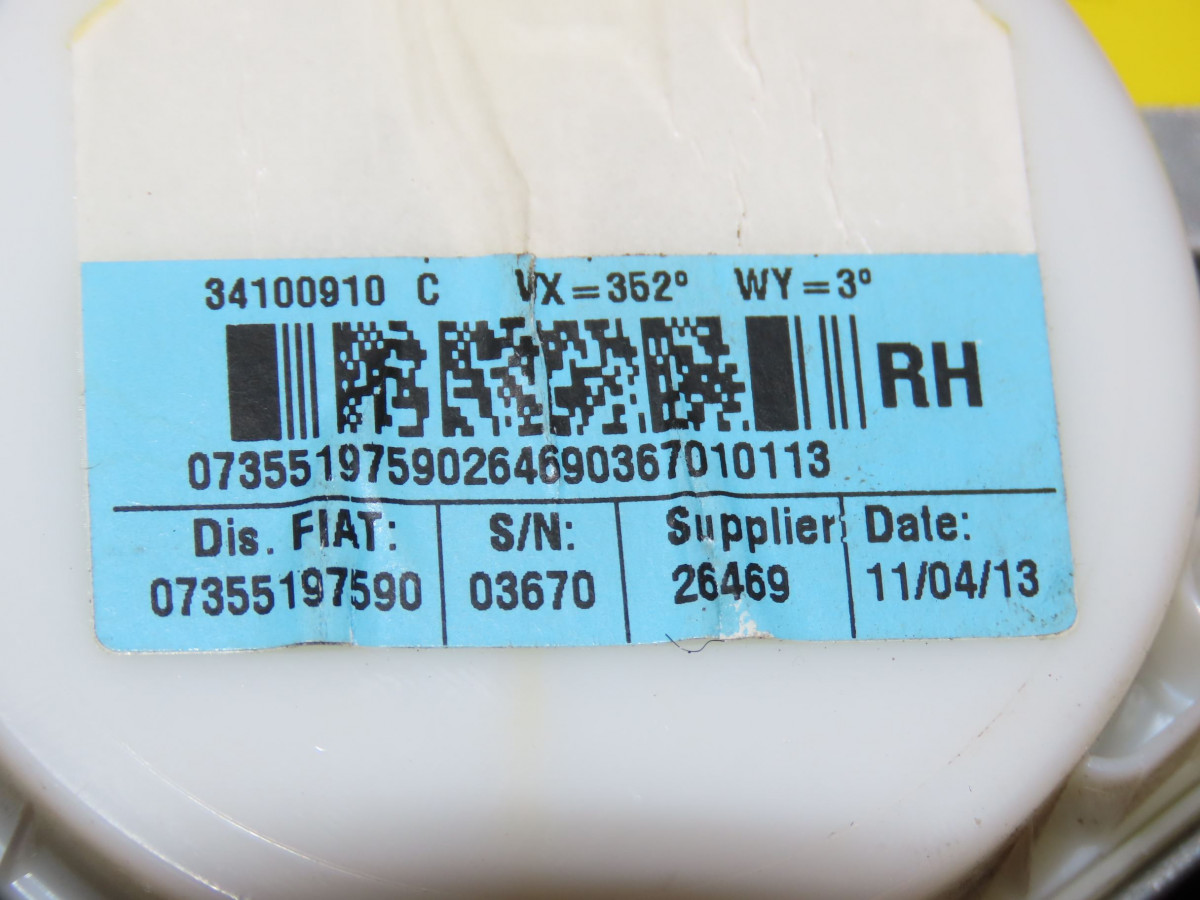 34100910 C VX=352° WY=3°
RH
07355197590264690367010113
Dis. FIAT: S/N: Supplier: Date:
07355197590 03670 26469 11/04/13